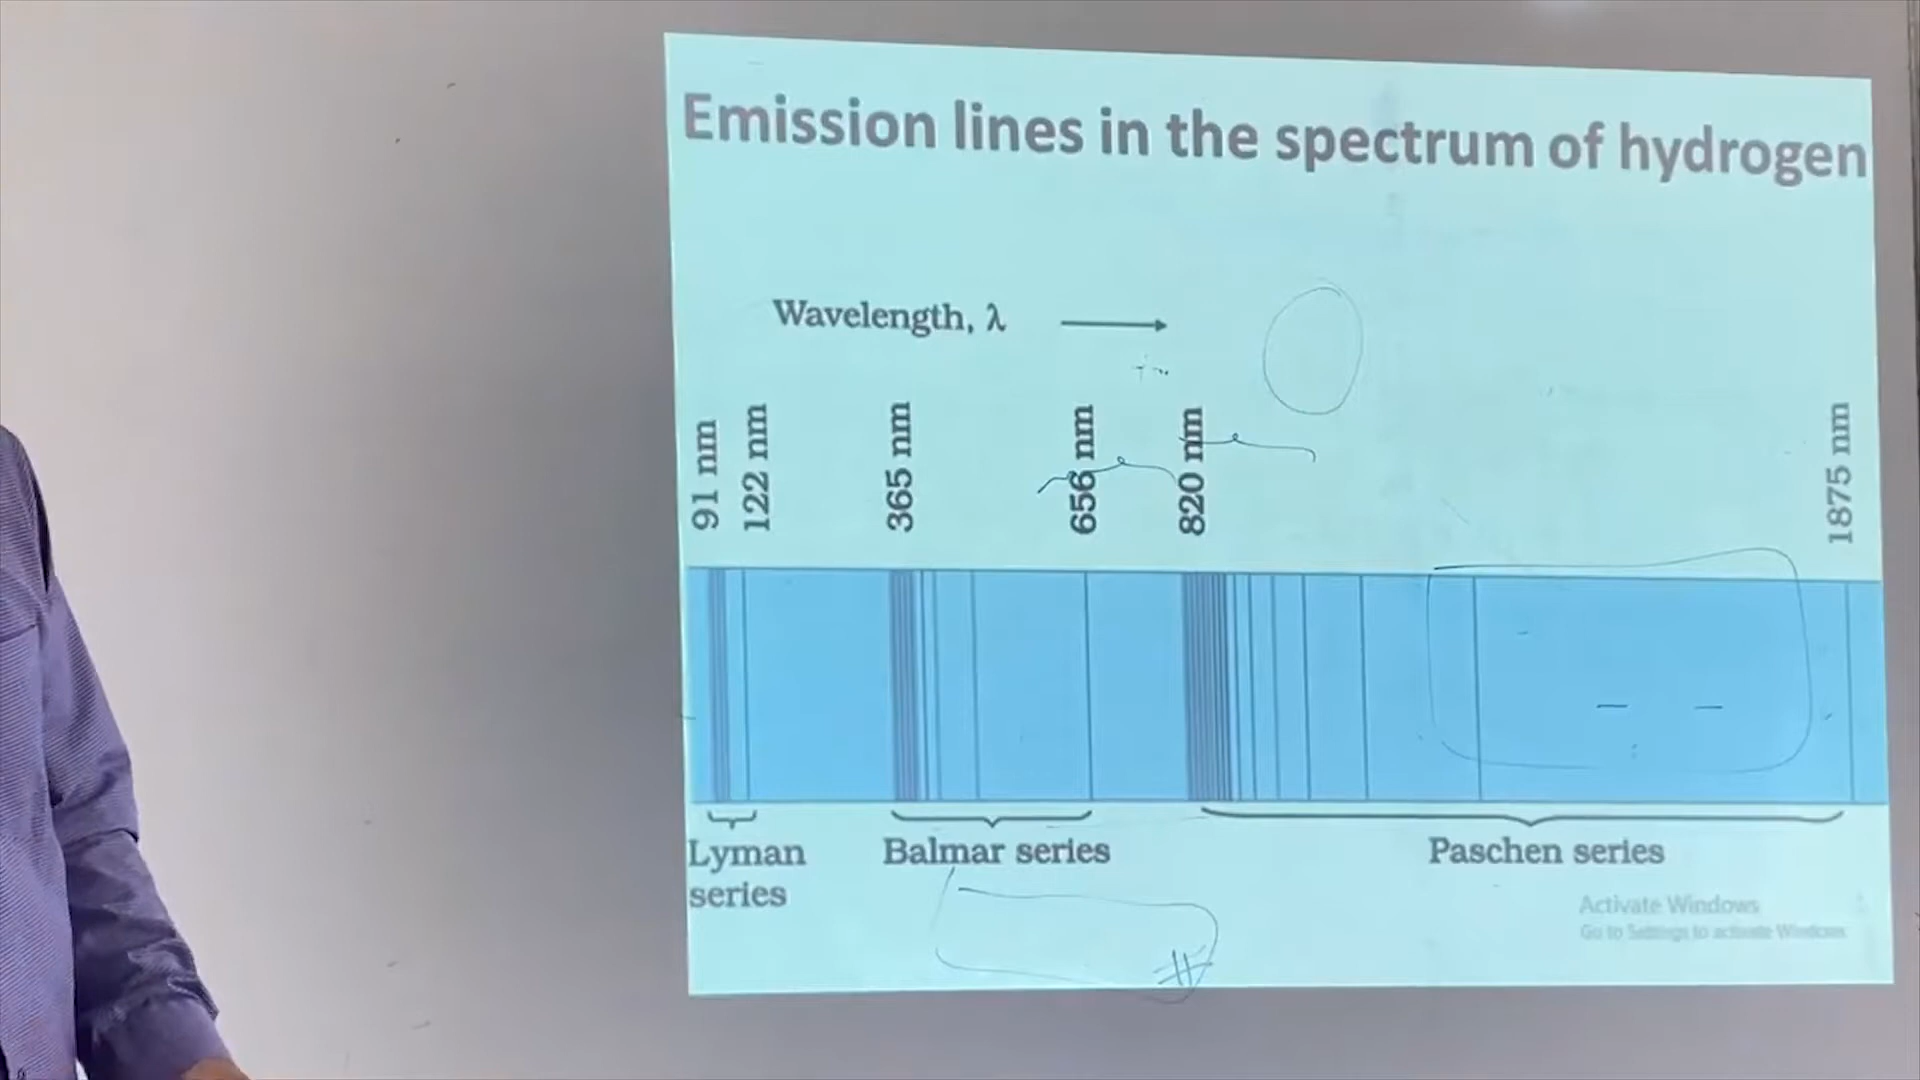 Emission lines in the spectrum of hydrogen
Wavelength, λ
91 nm
122 nm
365 nm
656 nm
820 nm
1875 nm
Lyman
series
Balmar series
Paschen series
Activate Windows
Go to Settings to activate Windows.